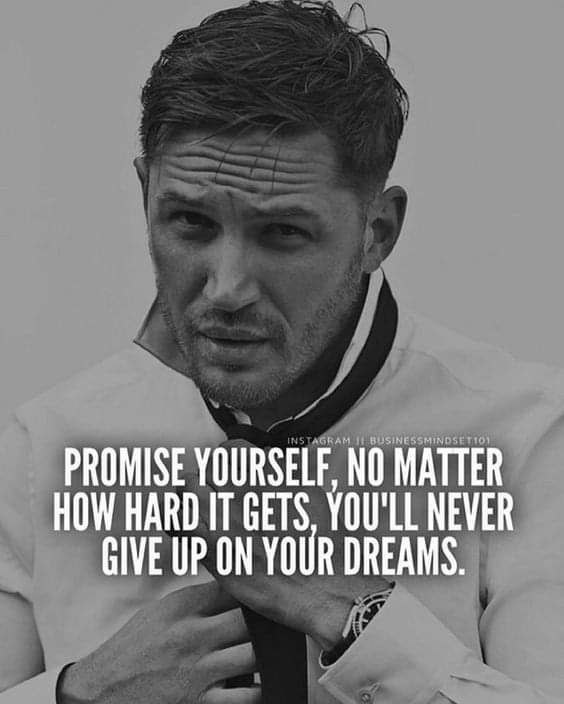 INSTAGRAM || BUSINESSMINDSET101
PROMISE YOURSELF, NO MATTER
HOW HARD IT GETS, YOU'LL NEVER
GIVE UP ON YOUR DREAMS.